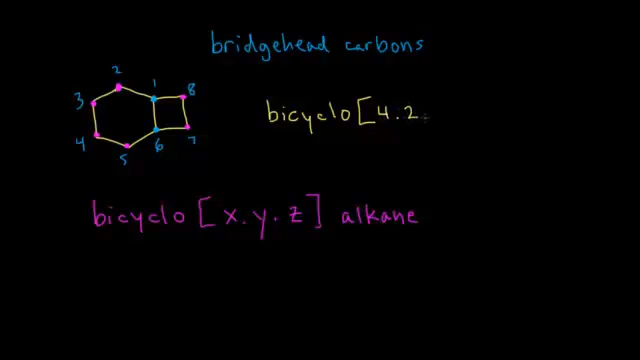 bridgehead carbons
2
1
8
3
4
5
6
7
bicyclo [4.2
bicyclo [x.y.z] alkane